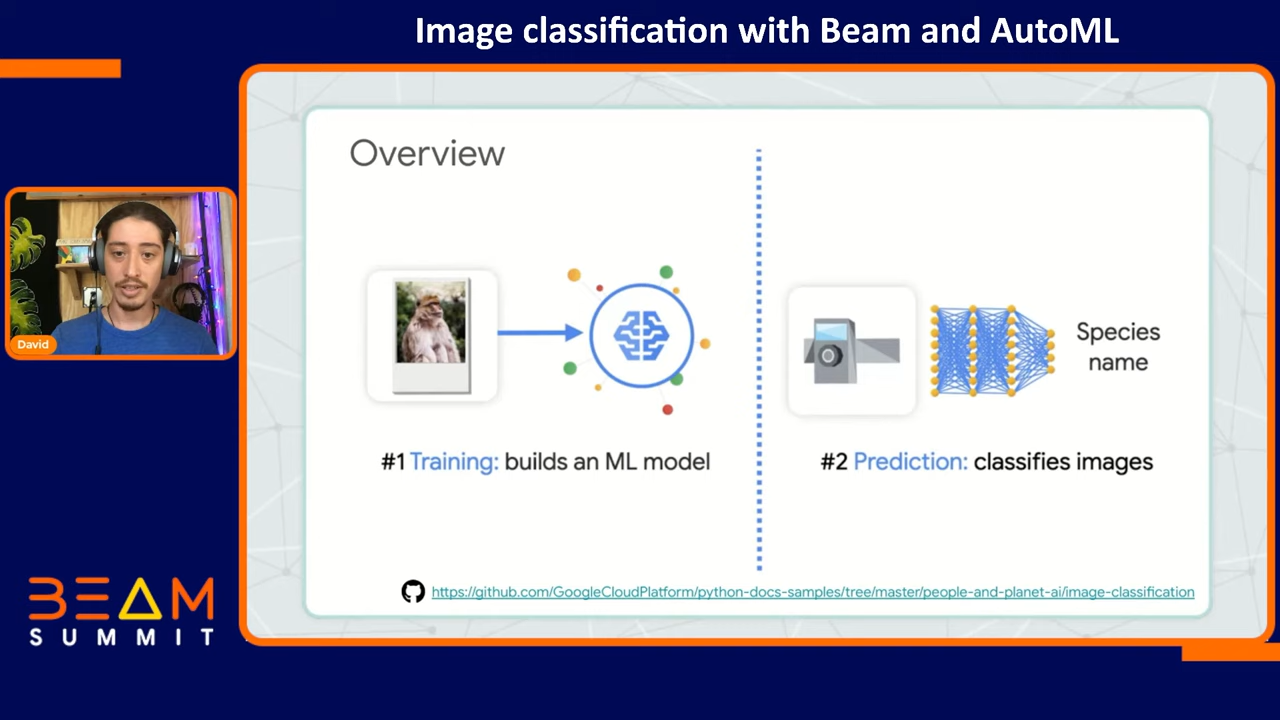 Image classification with Beam and AutoML
Overview
Species
name
#1 Training: builds an ML model
#2 Prediction: classifies images
https://github.com/GoogleCloudPlatform/python-docs-samples/tree/master/people-and-planet-ai/image-classification
David
BEAM
SUMMIT